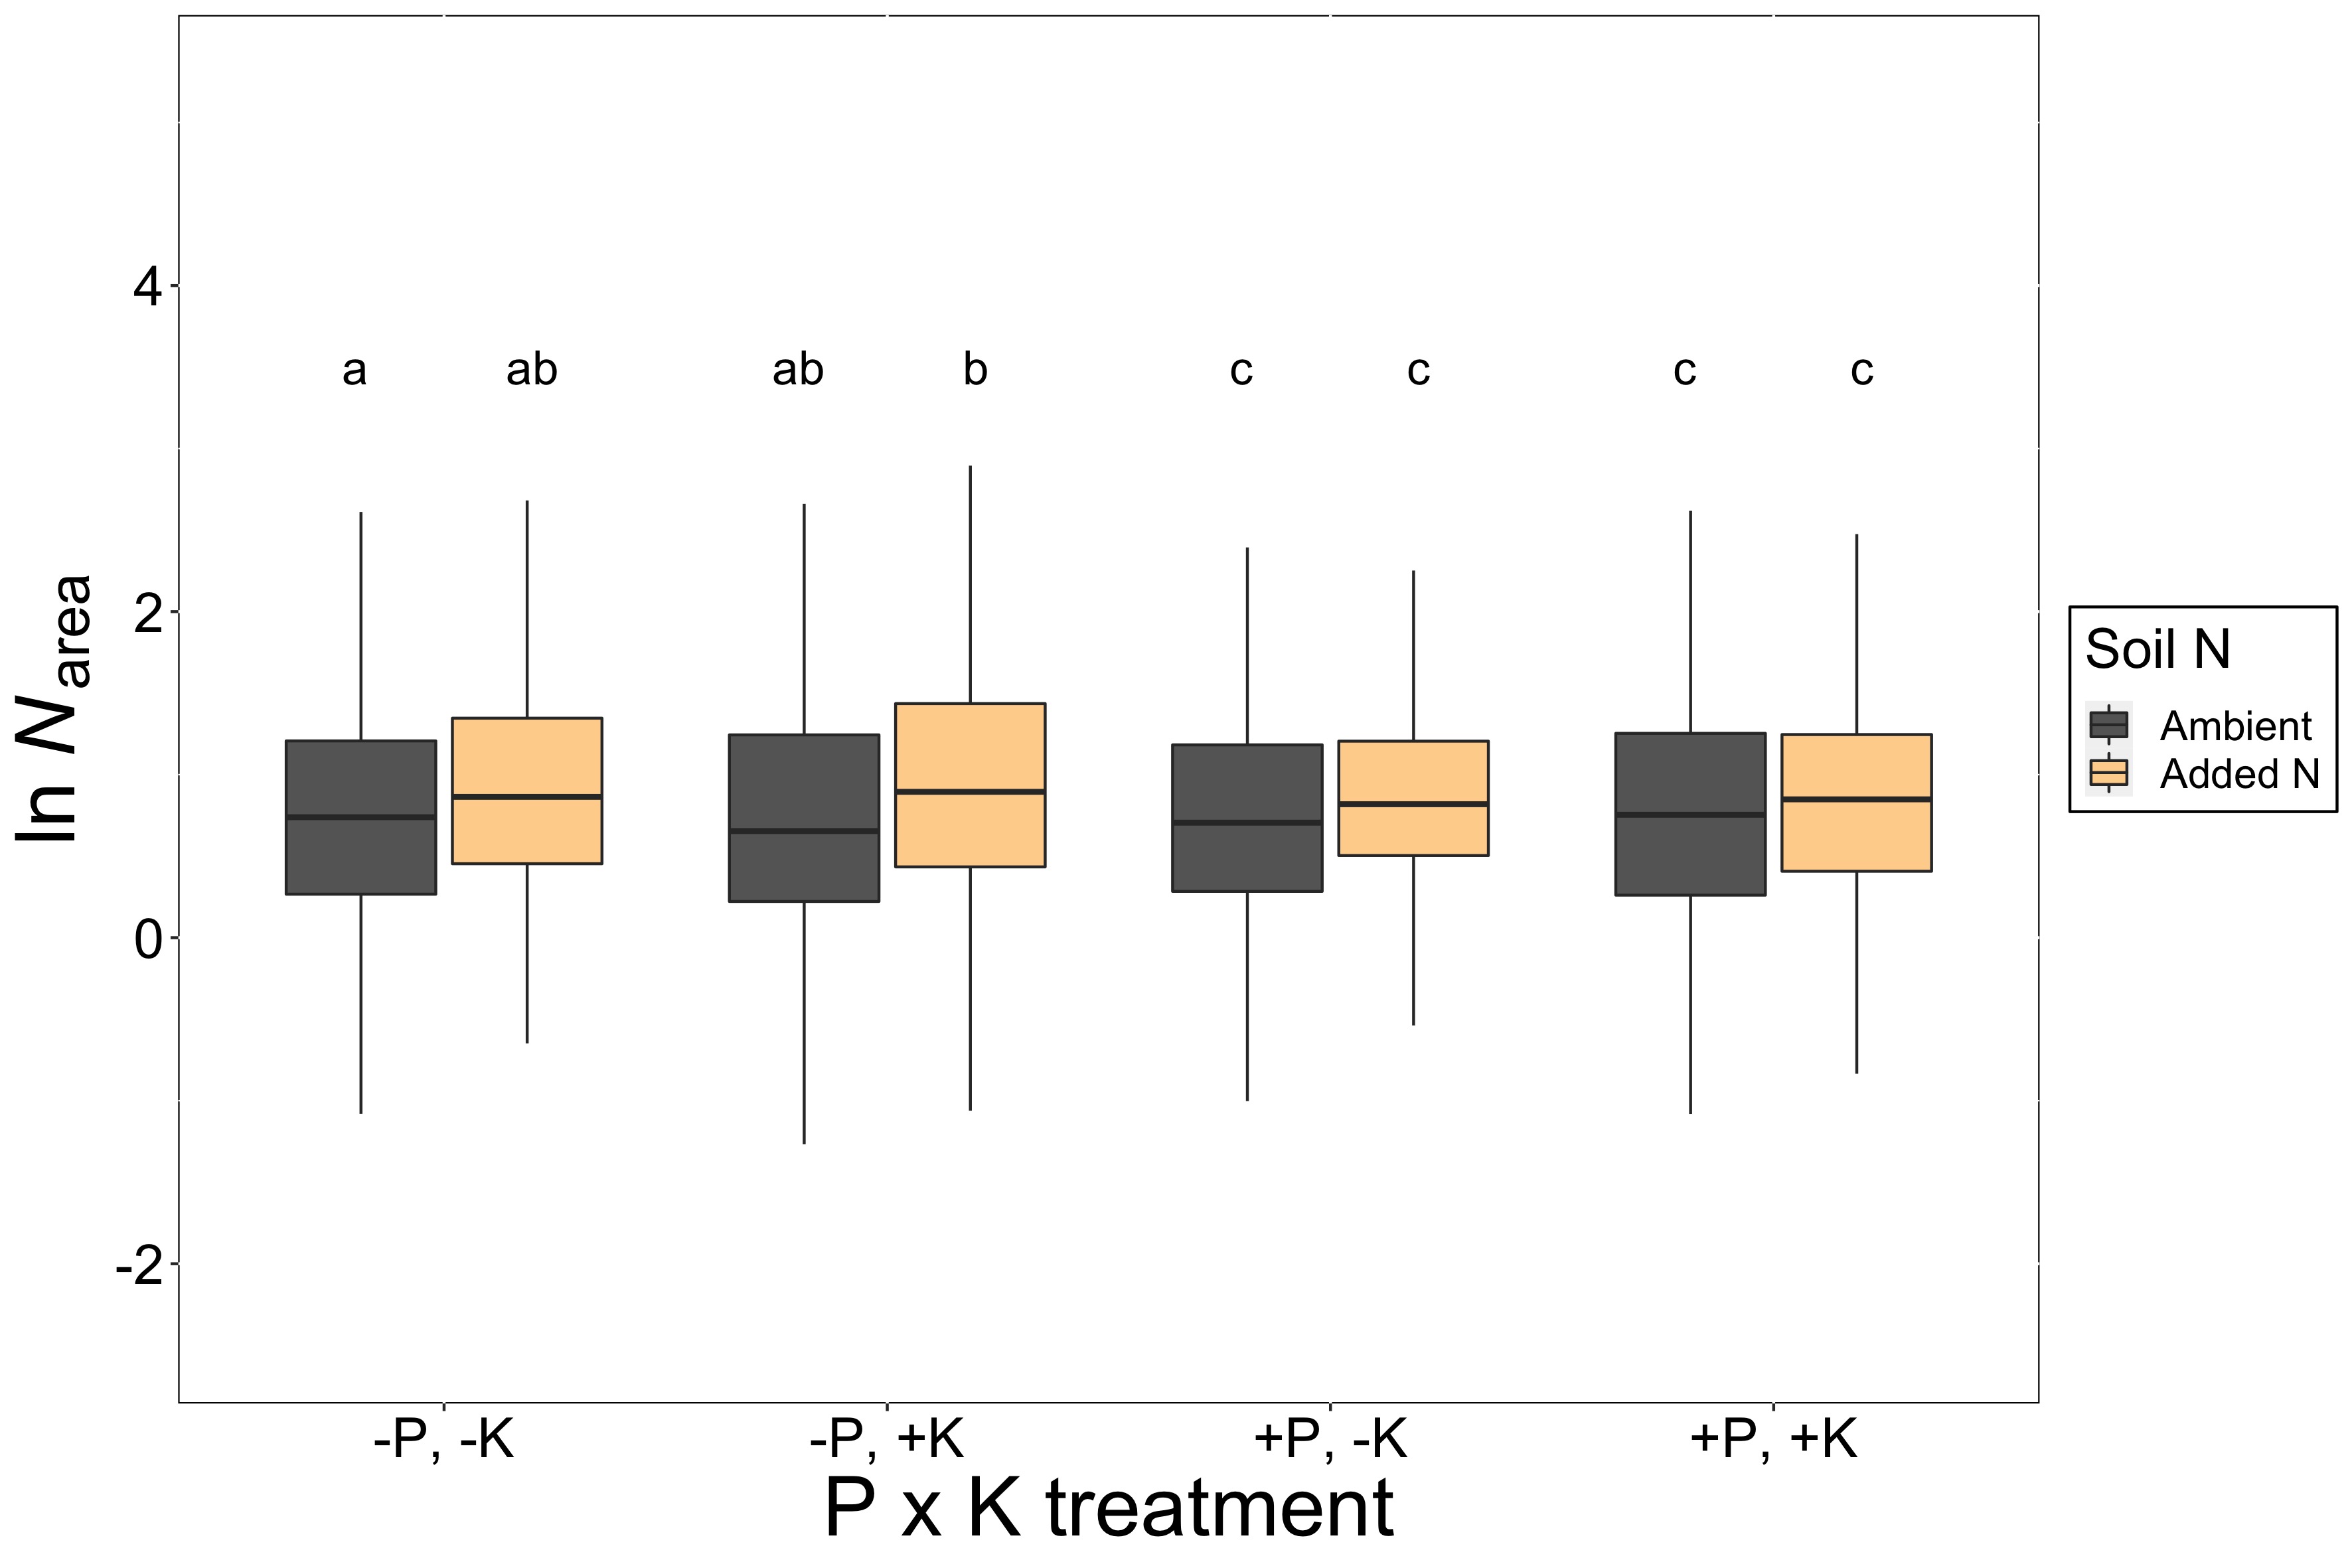 4
2
0
-2
ln Narea
a ab ab b c c c c
-P, -K -P, +K +P, -K +P, +K
P x K treatment
Soil N
Ambient
Added N